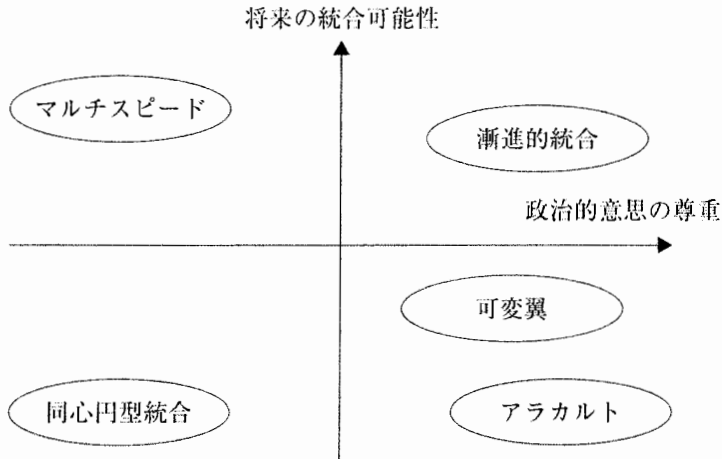 将来の統合可能性
マルチスピード
漸進的統合
政治的意思の尊重
可変翼
同心円型統合
アラカルト